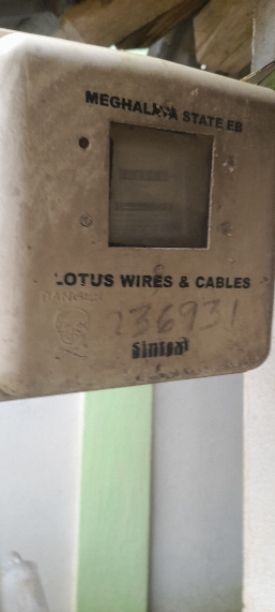 MEGHALAYA STATE EB
LOTUS WIRES & CABLES
DANGER
236931
Sintex